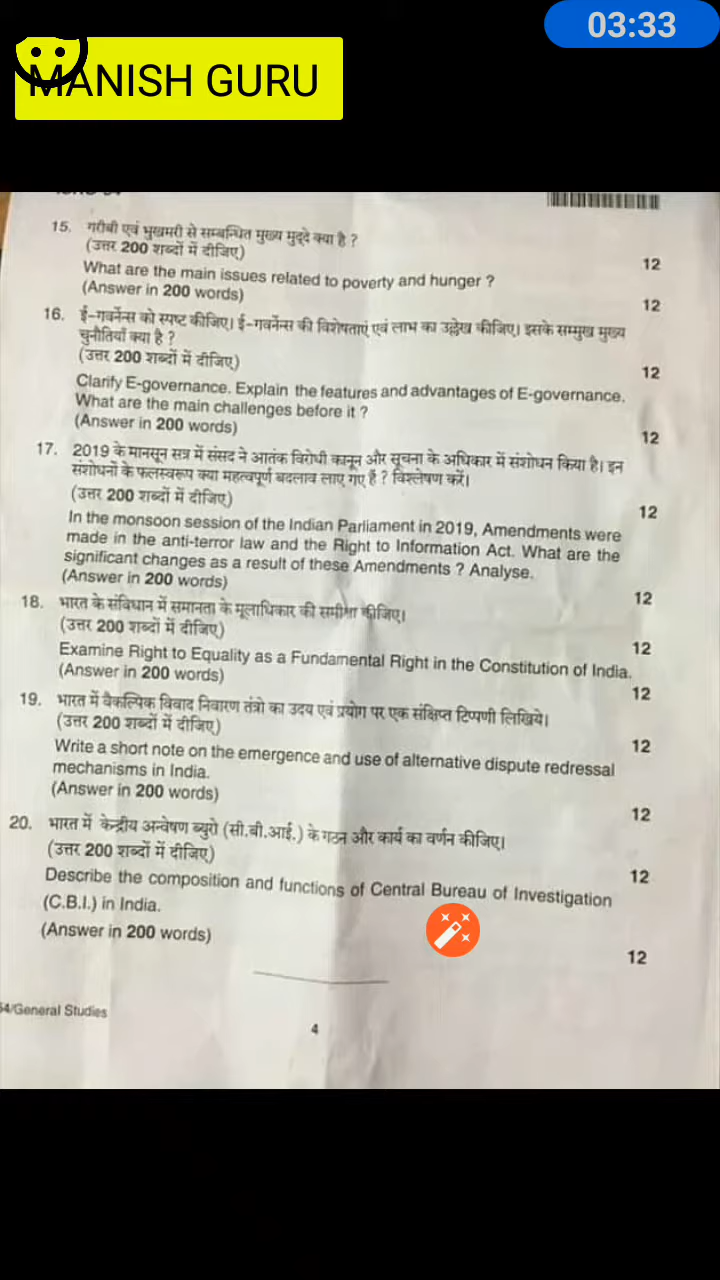 03:33
MANISH GURU
15. गरीबी एवं भुखमरी से सम्बन्धित मुख्य मुद्दे क्या है ?
(उत्तर 200 शब्दों में दीजिए)
12
What are the main issues related to poverty and hunger ?
(Answer in 200 words)
12
16. ई-गवर्नेन्स को स्पष्ट कीजिए। ई-गवर्नेन्स की विशेषताएं एवं लाभ का उल्लेख कीजिए। इसके सम्मुख मुख्य
चुनौतियाँ क्या है ?
(उत्तर 200 शब्दों में दीजिए)
12
Clarify E-governance. Explain the features and advantages of E-governance.
What are the main challenges before it ?
(Answer in 200 words)
12
17. 2019 के मानसून सत्र में संसद ने आतंक विरोधी कानून और सूचना के अधिकार में संशोधन किया है। इन
संशोधनों के फलस्वरूप क्या महत्वपूर्ण बदलाव लाए गए हैं ? विश्लेषण करें।
(उत्तर 200 शब्दों में दीजिए)
12
In the monsoon session of the Indian Parliament in 2019, Amendments were
made in the anti-terror law and the Right to Information Act. What are the
significant changes as a result of these Amendments ? Analyse.
(Answer in 200 words)
12
18. भारत के संविधान में समानता के मूलाधिकार की समीक्षा कीजिए।
(उत्तर 200 शब्दों में दीजिए)
12
Examine Right to Equality as a Fundamental Right in the Constitution of India.
(Answer in 200 words)
12
19. भारत में वैकल्पिक विवाद निवारण तंत्रो का उदय एवं प्रयोग पर एक संक्षिप्त टिप्पणी लिखिये।
(उत्तर 200 शब्दों में दीजिए)
12
Write a short note on the emergence and use of alternative dispute redressal
mechanisms in India.
(Answer in 200 words)
12
20. भारत में केन्द्रीय अन्वेषण ब्युरो (सी.बी.आई.) के गठन और कार्य का वर्णन कीजिए।
(उत्तर 200 शब्दों में दीजिए)
12
Describe the composition and functions of Central Bureau of Investigation
(C.B.I.) in India.
(Answer in 200 words)
12
54/General Studies
4